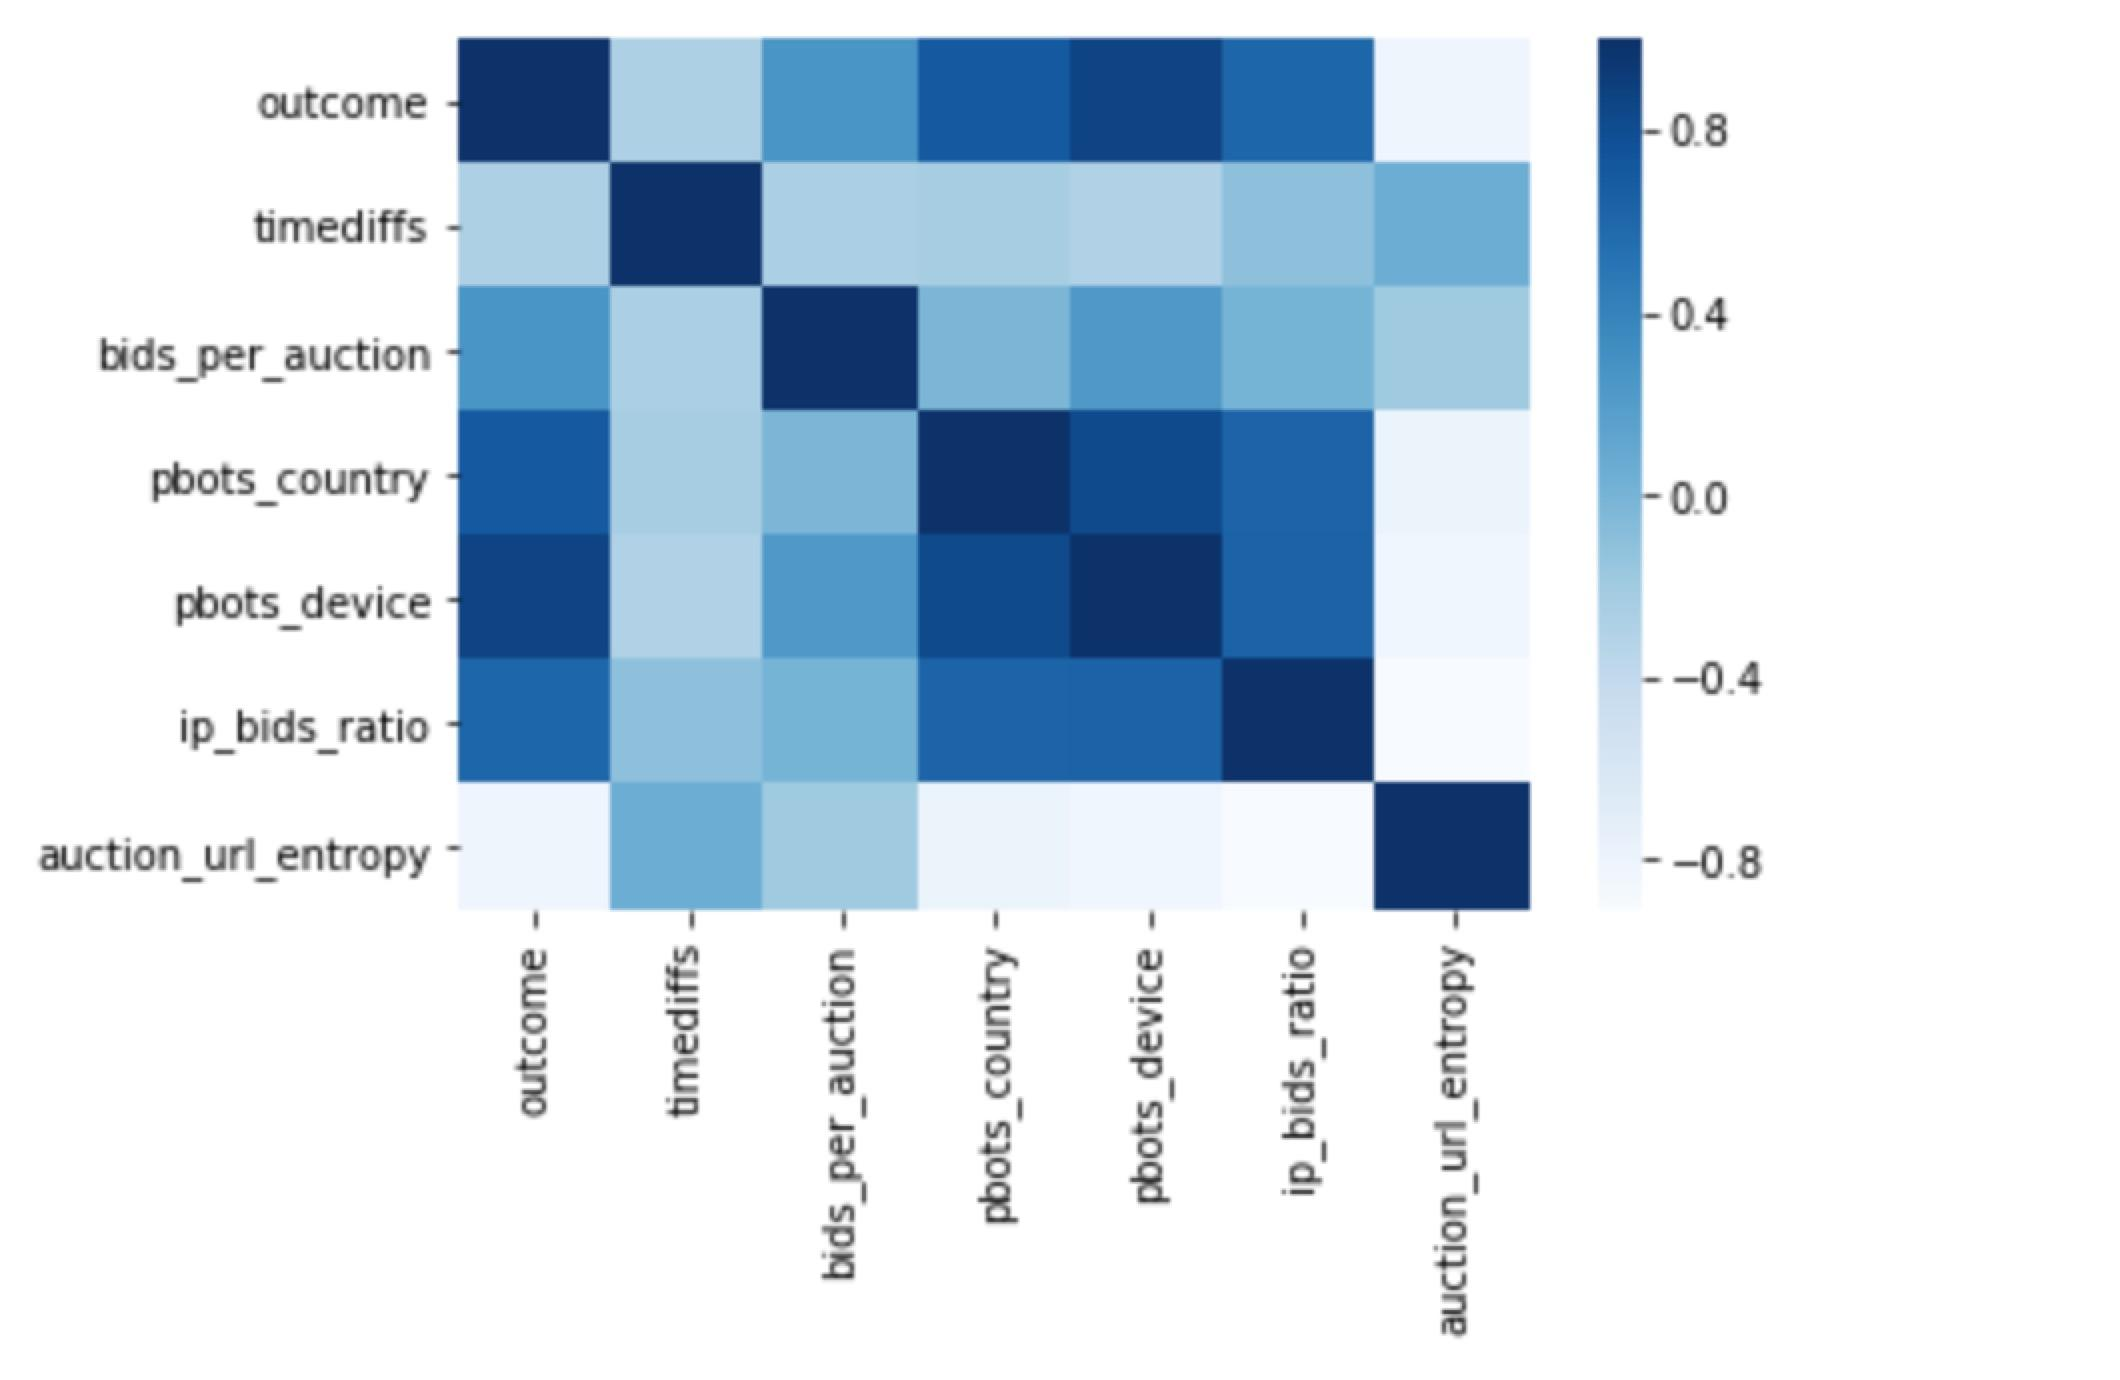 outcome
timediffs
bids_per_auction
pbots_country
pbots_device
ip_bids_ratio
auction_url_entropy
outcome
timediffs
bids_per_auction
pbots_country
pbots_device
ip_bids_ratio
auction_url_entropy
0.8
0.4
0.0
−0.4
−0.8